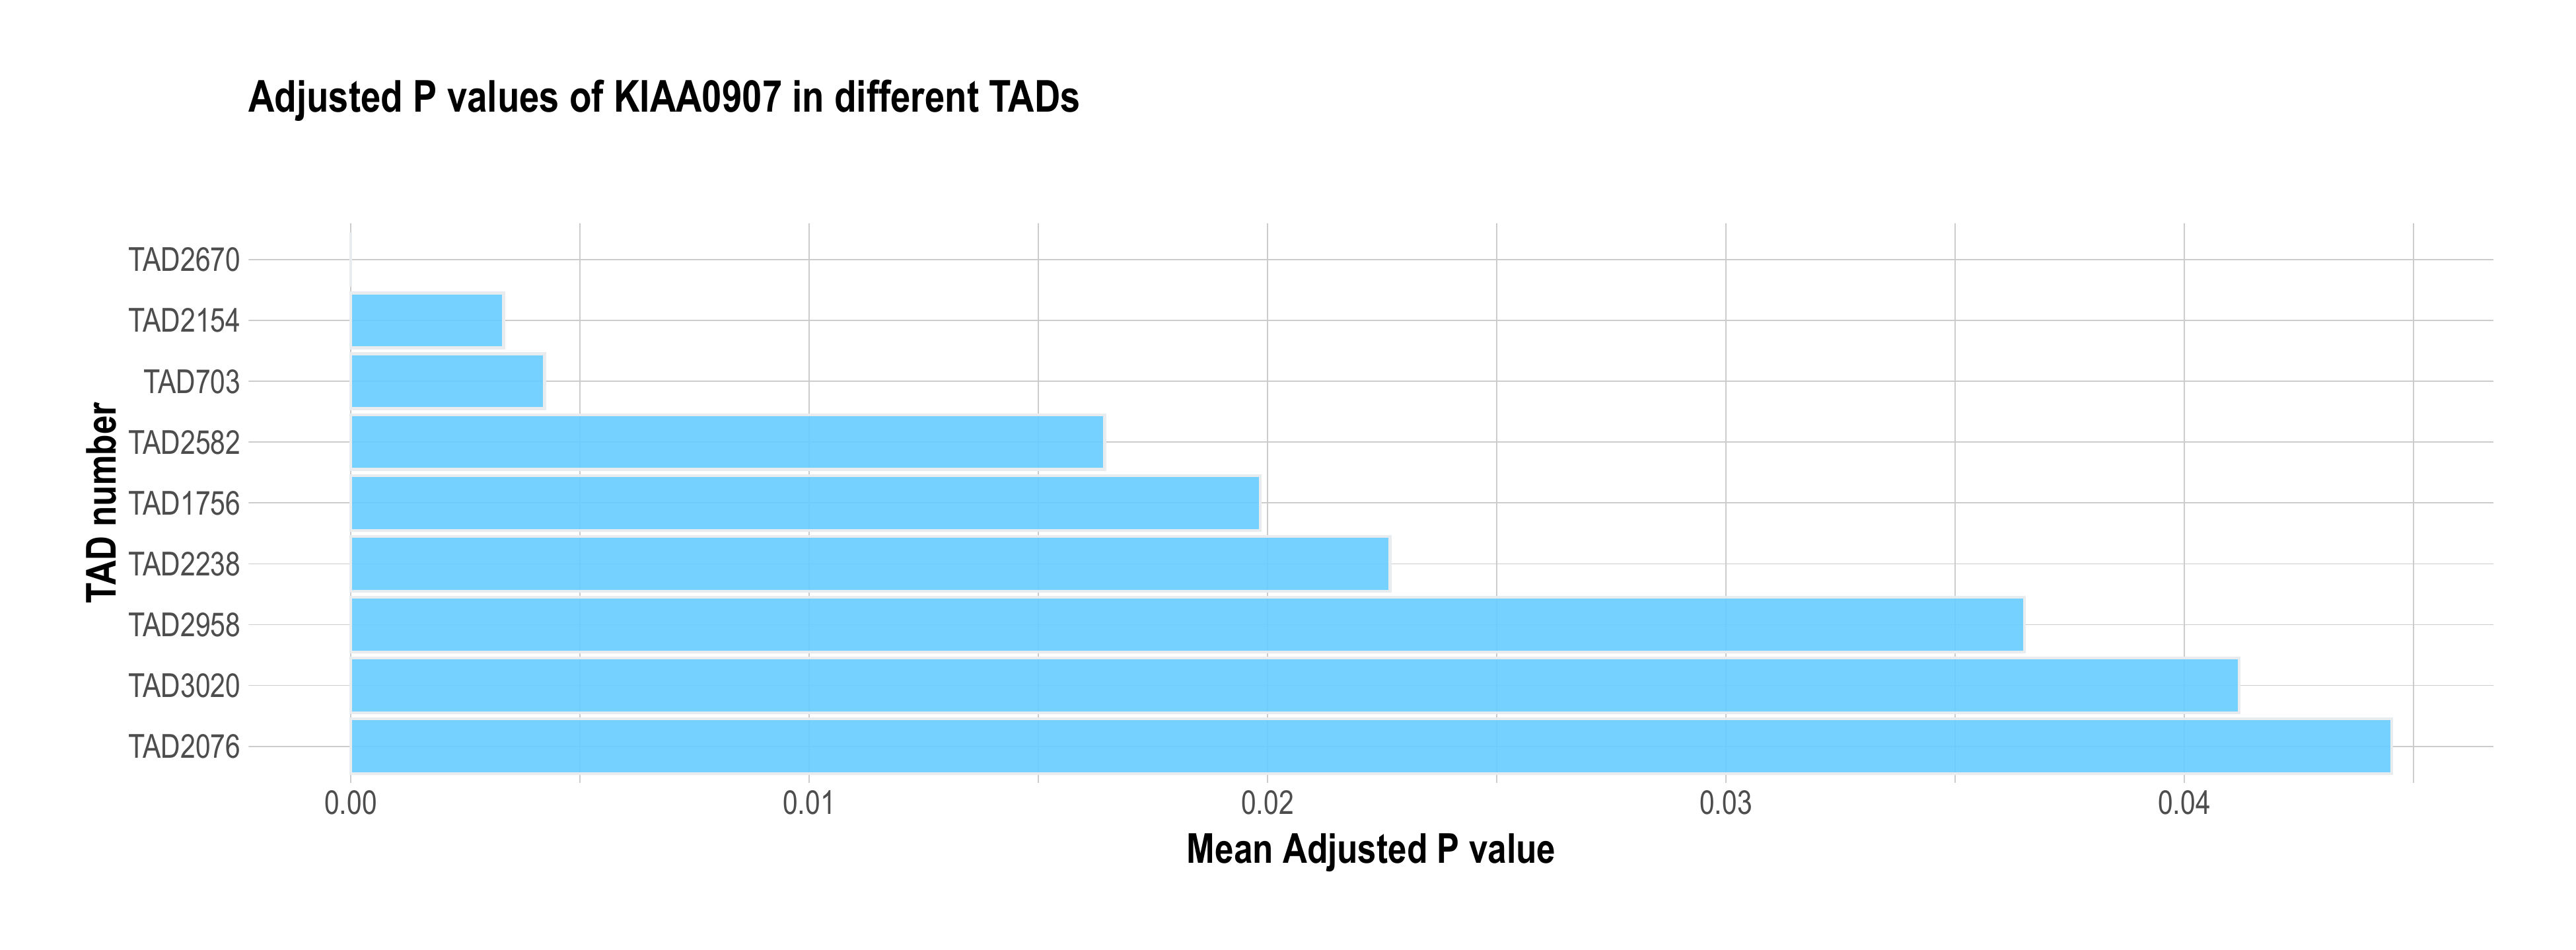 Adjusted P values of KIAA0907 in different TADs
TAD number
TAD2670
TAD2154
TAD703
TAD2582
TAD1756
TAD2238
TAD2958
TAD3020
TAD2076
0.00 0.01 0.02 0.03 0.04
Mean Adjusted P value